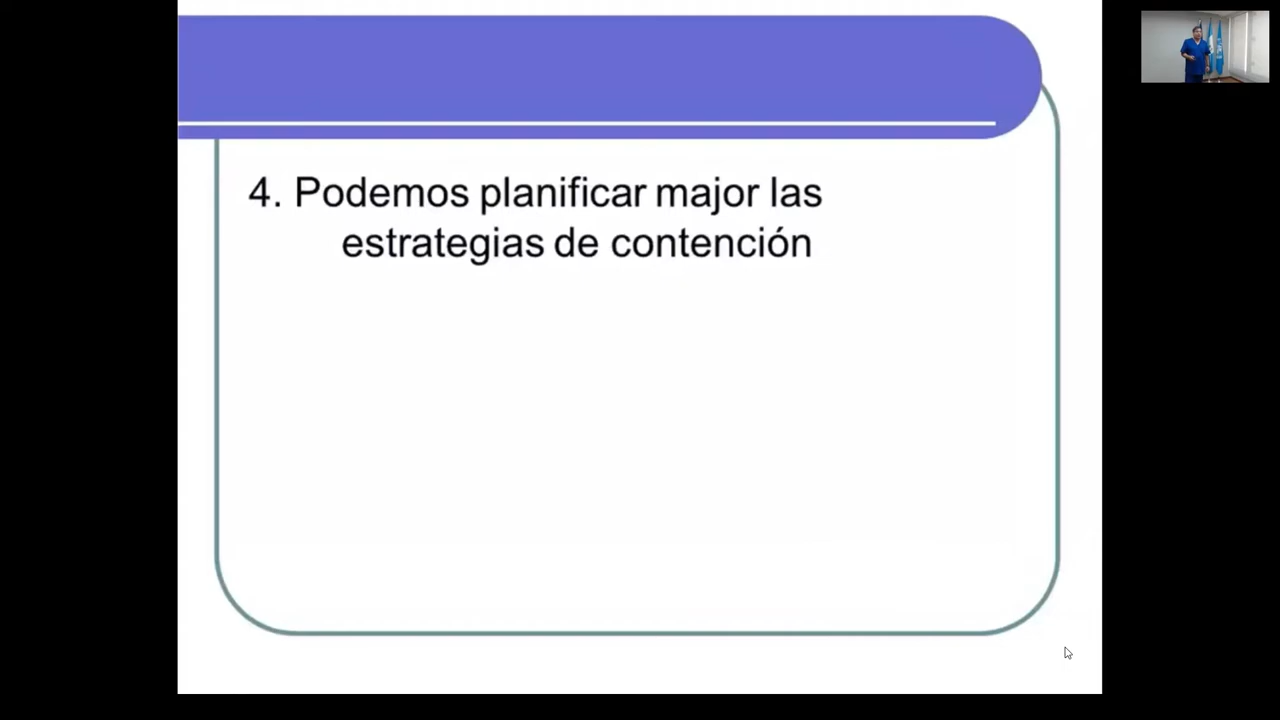 4. Podemos planificar major las
estrategias de contención